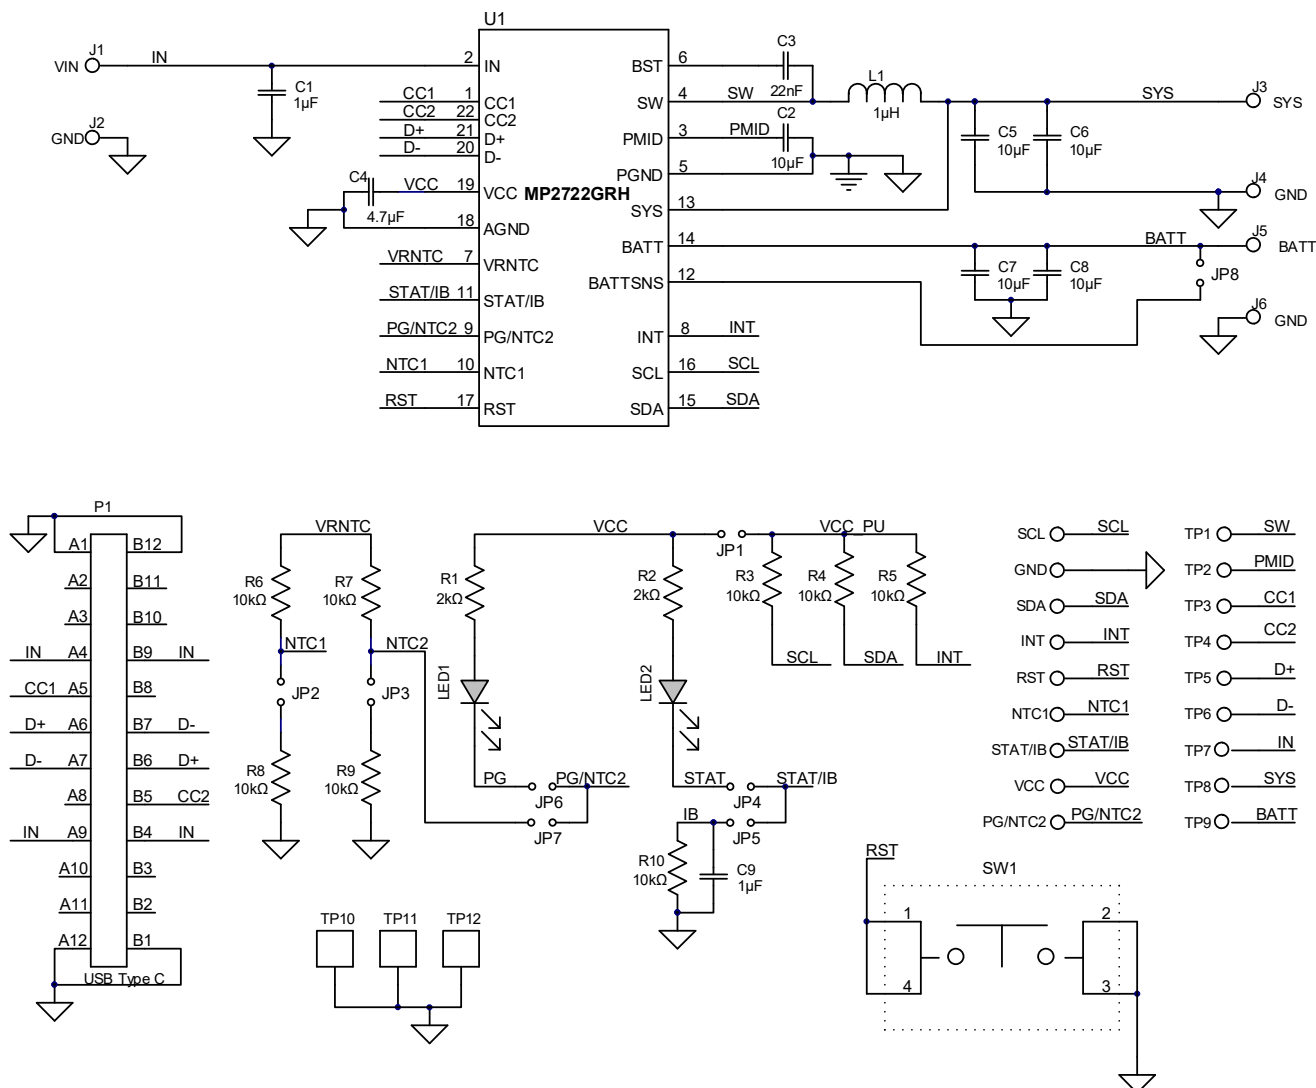 U1
J1
VIN
IN
2
IN
C1
1µF
J2
GND
CC1
1
CC1
CC2
22
CC2
D+
21
D+
D-
20
D-
C4
4.7µF
VCC
19
VCC
MP2722GRH
18
AGND
VRNTC
7
VRNTC
STAT/IB
11
STAT/IB
PG/NTC2
9
PG/NTC2
NTC1
10
NTC1
RST
17
RST
BST
6
C3
22nF
SW
4
SW
L1
1µH
PMID
3
PMID
C2
10µF
PGND
5
SYS
13
BATT
14
BATTSNS
12
INT
8
INT
SCL
16
SCL
SDA
15
SDA
C5
10µF
C6
10µF
SYS
J3
SYS
J4
GND
BATT
J5
BATT
C7
10µF
C8
10µF
JP8
J6
GND
P1
A1
B12
A2
B11
A3
B10
IN
A4
B9
IN
CC1
A5
B8
D+
A6
B7
D-
D-
A7
B6
D+
A8
B5
CC2
IN
A9
B4
IN
A10
B3
A11
B2
A12
B1
USB Type C
VRNTC
R6
10kΩ
R7
10kΩ
NTC1
NTC2
JP2
JP3
R8
10kΩ
R9
10kΩ
VCC
R1
2kΩ
LED1
PG
JP6
PG/NTC2
JP7
R2
2kΩ
LED2
STAT
JP4
STAT/IB
IB
JP5
R10
10kΩ
C9
1µF
JP1
VCC_PU
R3
10kΩ
R4
10kΩ
R5
10kΩ
SCL
SDA
INT
SCL
SCL
GND
SDA
SDA
INT
INT
RST
RST
NTC1
NTC1
STAT/IB
STAT/IB
VCC
VCC
PG/NTC2
PG/NTC2
TP1
SW
TP2
PMID
TP3
CC1
TP4
CC2
TP5
D+
TP6
D-
TP7
IN
TP8
SYS
TP9
BATT
TP10
TP11
TP12
RST
SW1
1
2
4
3